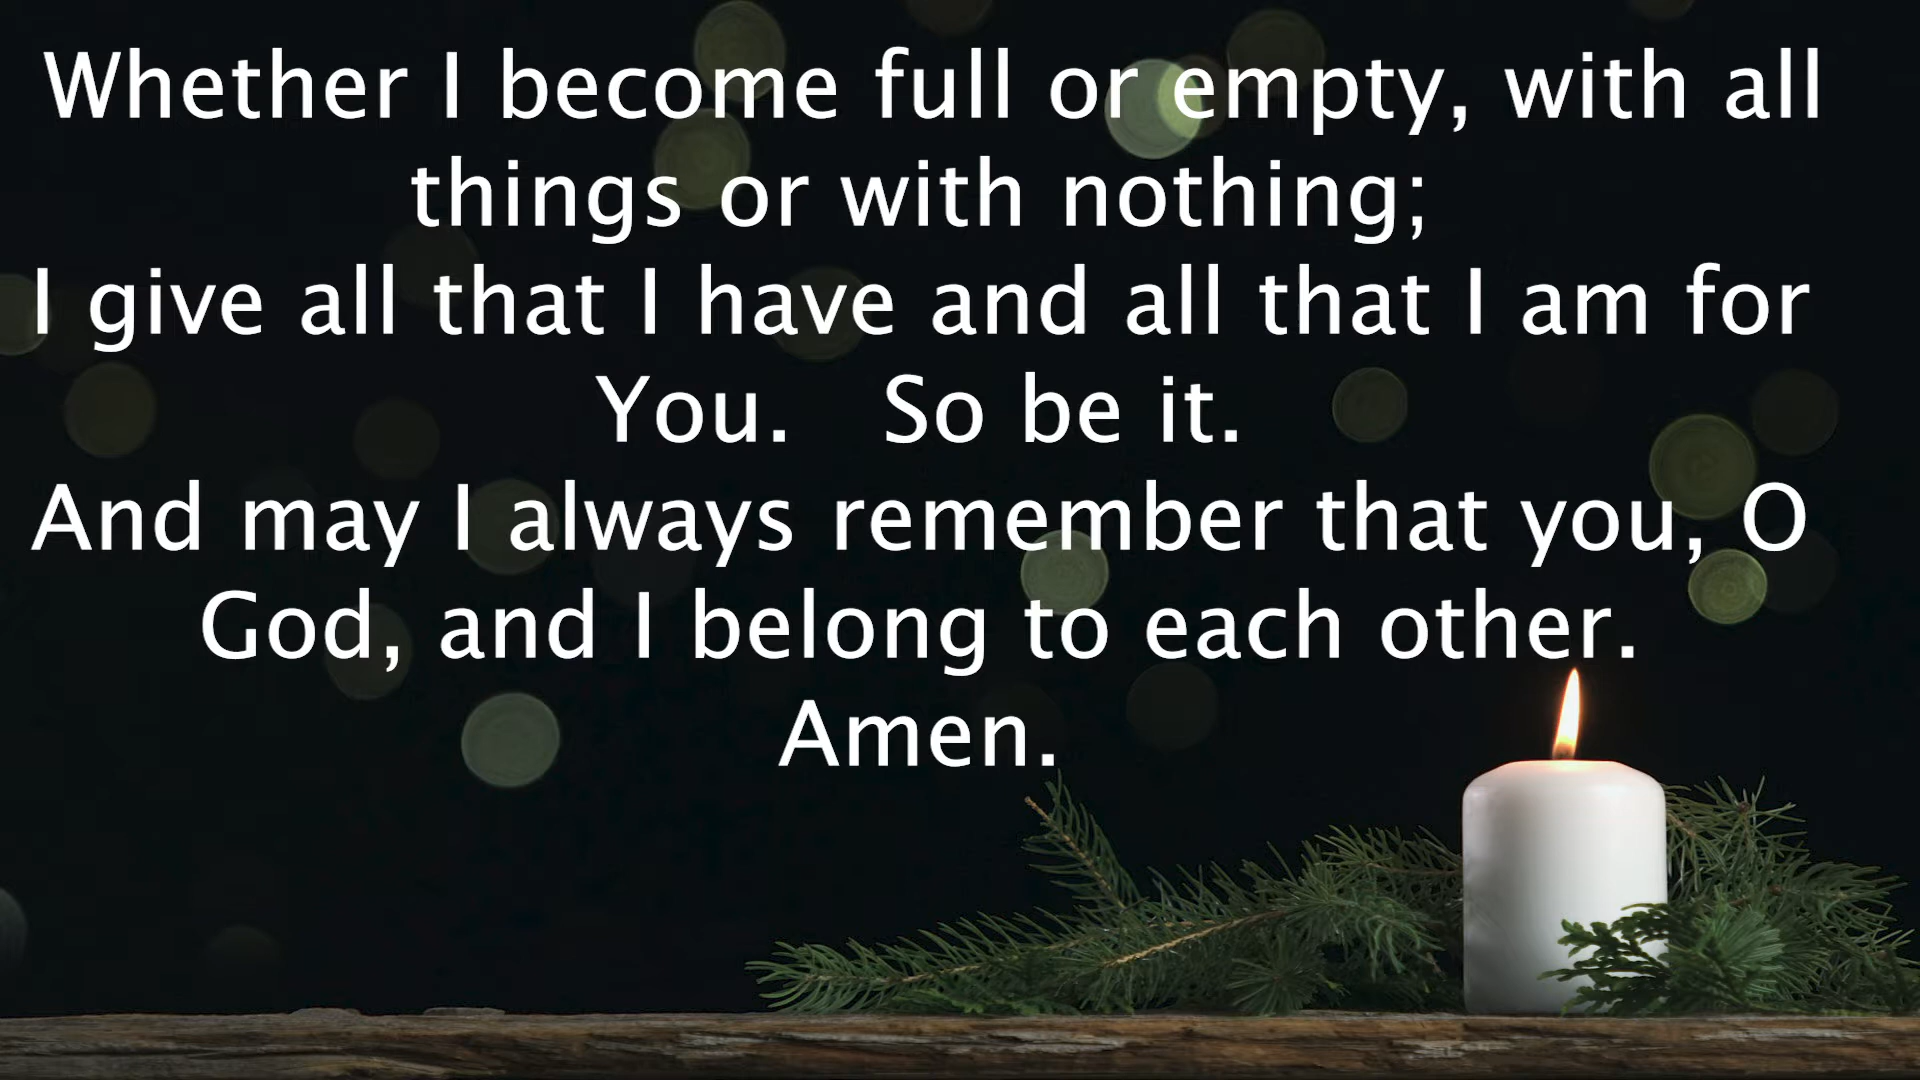 Whether I become full or empty, with all
things or with nothing;
I give all that I have and all that I am for
You.   So be it.
And may I always remember that you, O
God, and I belong to each other.
Amen.